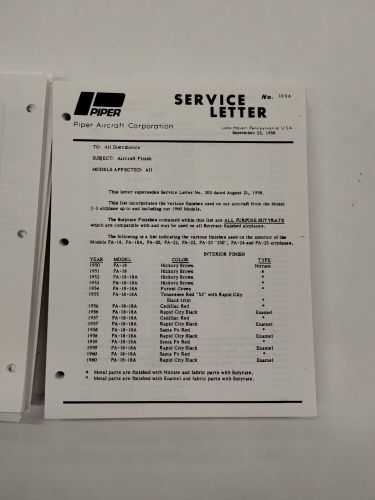 PIPER
Piper Aircraft Corporation
SERVICE
LETTER
No. 303A
Lock Haven, Pennsylvania U.S.A.
September 23, 1959
TO: All Distributors
SUBJECT: Aircraft Finish
MODELS AFFECTED: All
This letter supersedes Service Letter No. 303 dated August 21, 1958.
This list incorporates the various finishes used on our aircraft from the Model
J-3 airplane up to and including our 1960 Models.
The Butyrate Finishes contained within this list are ALL PURPOSE BUTYRATE
which are compatible with and may be used on all Butyrate finished airplanes.
The following is a list indicating the various finishes used on the interior of the
Models PA-18, PA-18A, PA-20, PA-22, PA-23, PA-23 "250", PA-24 and PA-25 airplanes.
INTERIOR FINISH
YEAR MODEL COLOR TYPE
1950 PA-18 Hickory Brown Nitrate
1951 PA-18 Hickory Brown
1952 PA-18-18A Hickory Brown
1953 PA-18-18A Hickory Brown
1954 PA-18-18A Forest Green
1955 PA-18-18A Tennessee Red "52" with Rapid City
Black trim
1956 PA-18-18A Cadillac Red
1956 PA-18-18A Rapid City Black Enamel
1957 PA-18-18A Cadillac Red *
1957 PA-18-18A Rapid City Black Enamel
1958 PA-18-18A Santa Fe Red *
1958 PA-18-18A Rapid City Black Enamel
1959 PA-18-18A Santa Fe Red *
1959 PA-18-18A Rapid City Black Enamel
1960 PA-18-18A Santa Fe Red *
1960 PA-18-18A Rapid City Black Enamel
Metal parts are finished with Nitrate and fabric parts with Butyrate.
* Metal parts are finished with Enamel and fabric parts with Butyrate.